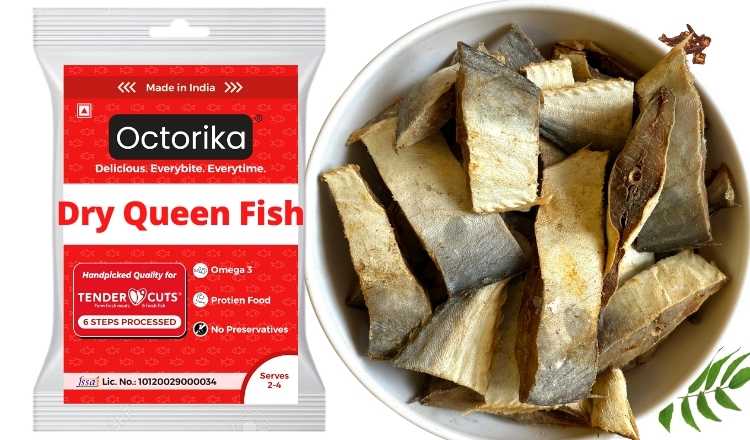 <<< Made in India >>>
Octorika®
Delicious. Everybite. Everytime.
Dry Queen Fish
Handpicked Quality for
TENDER CUTS
6 STEPS PROCESSED
Omega 3
Protien Food
No Preservatives
fssai Lic. No.: 10120029000034
Serves
2-4